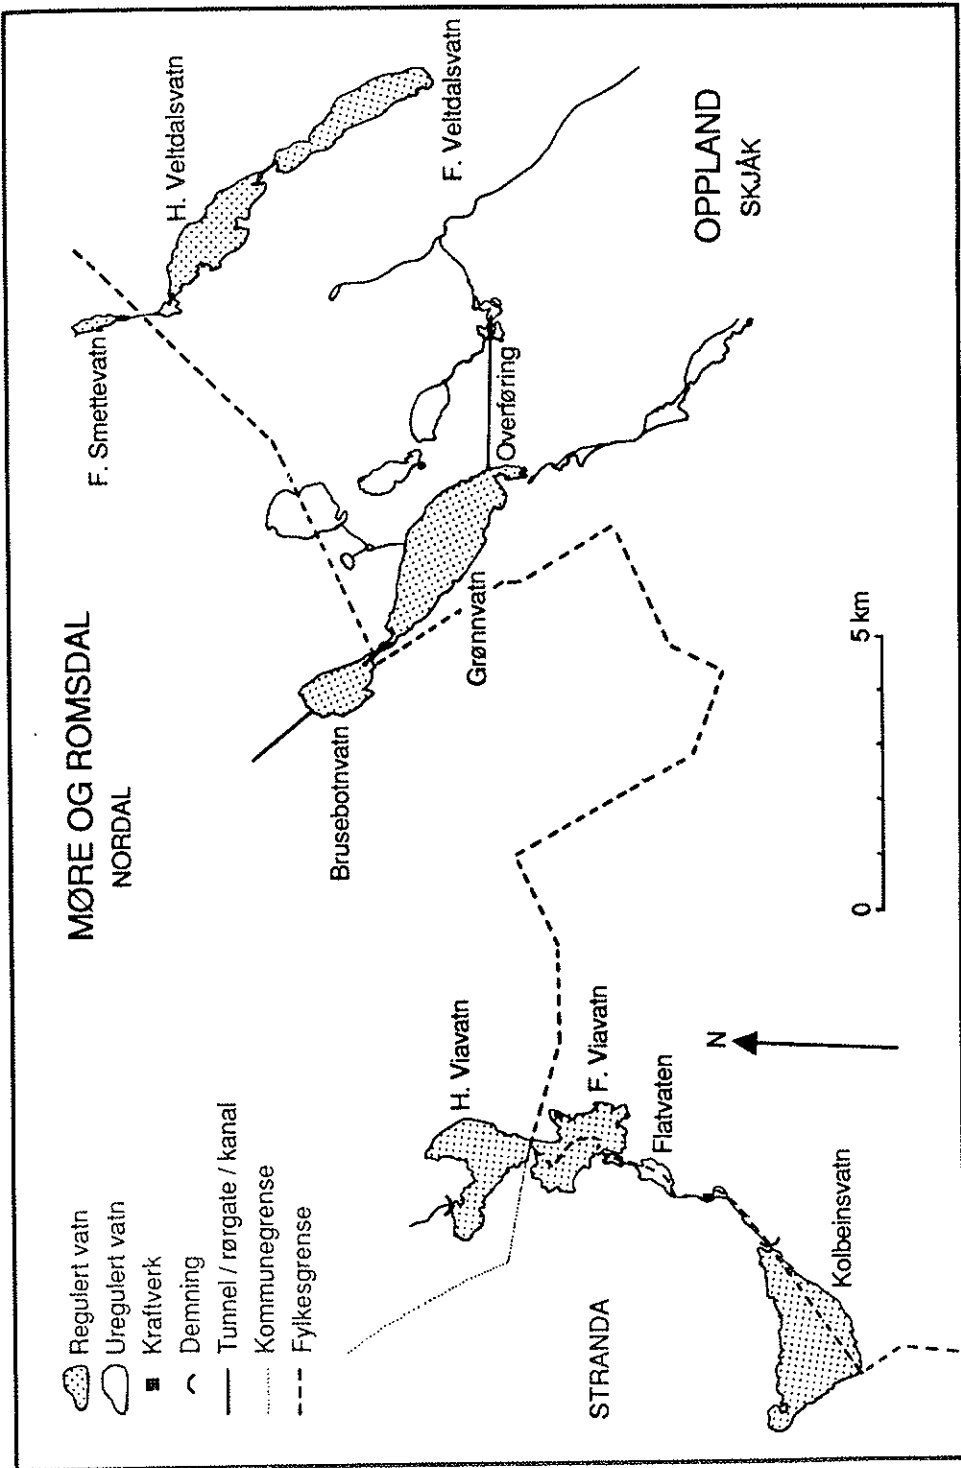 Regulert vatn
Uregulert vatn
Kraftverk
Demning
Tunnel / rørgate / kanal
Kommunegrense
Fylkesgrense
MØRE OG ROMSDAL
NORDAL
F. Smettevatn
H. Veltdalsvatn
F. Veltdalsvatn
OPPLAND
SKJÅK
Overføring
Grønnvatn
Brusebotnvatn
H. Viavatn
F. Viavatn
Flatvaten
Kolbeinsvatn
STRANDA
N
0
5 km